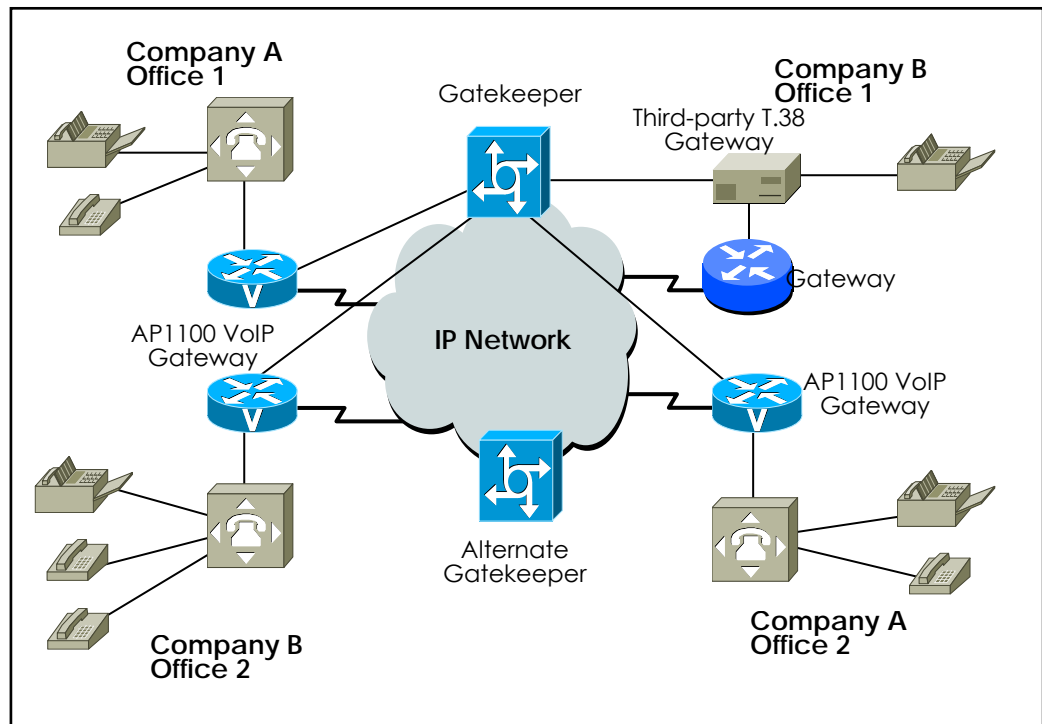 Company A
Office 1
Gatekeeper
Company B
Office 1
Third-party T.38
Gateway
V
Gateway
AP1100 VoIP
Gateway
IP Network
V
AP1100 VoIP
Gateway
V
Alternate
Gatekeeper
Company B
Office 2
Company A
Office 2